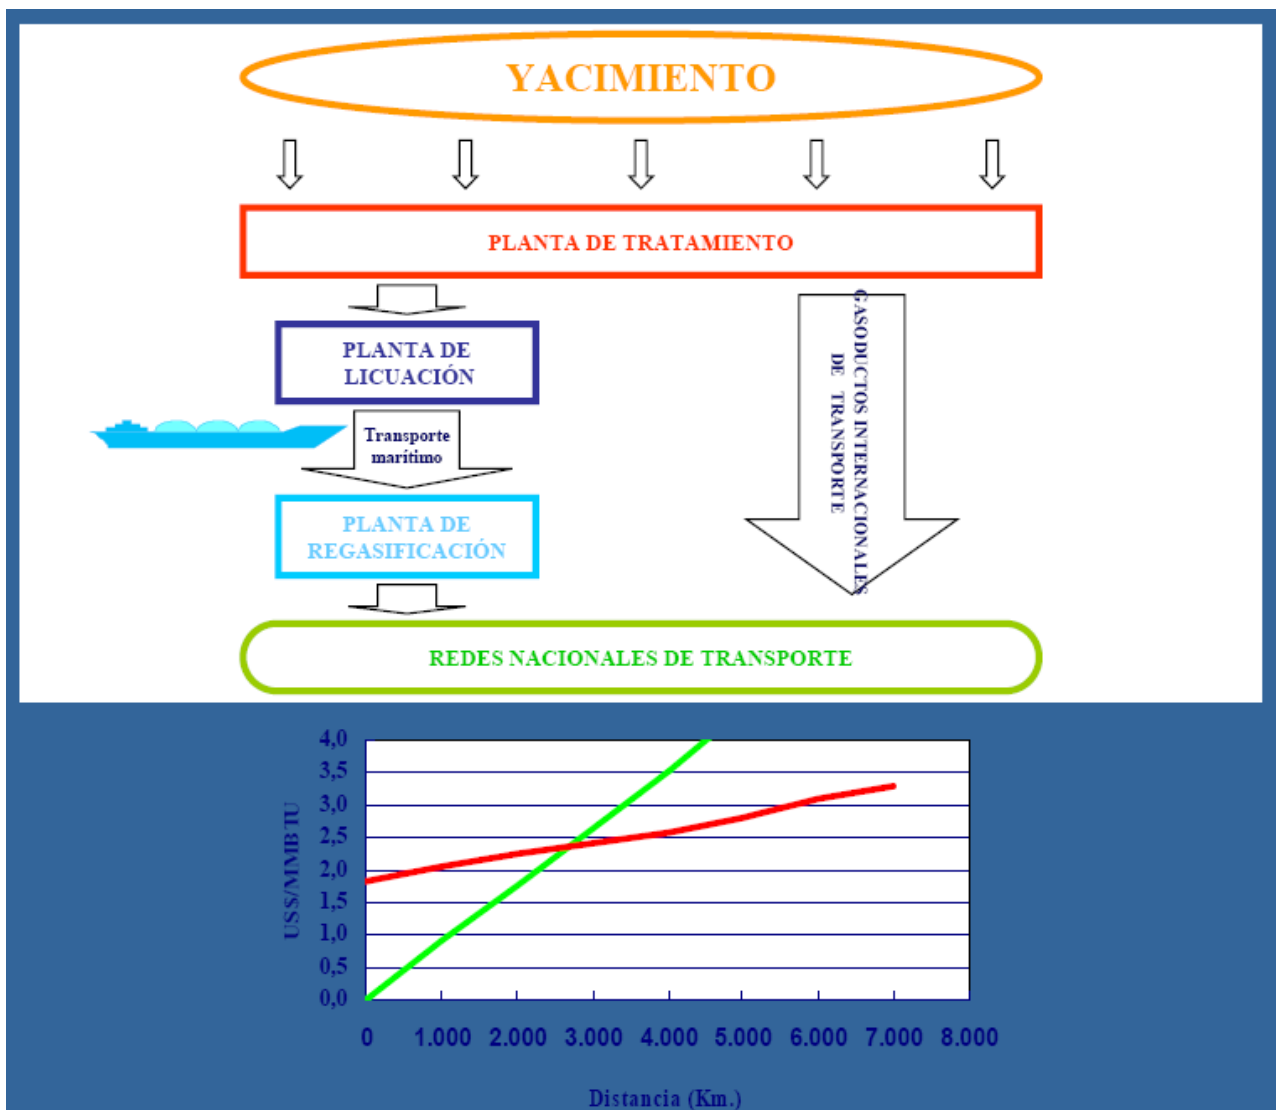 YACIMIENTO
PLANTA DE TRATAMIENTO
PLANTA DE
LICUACIÓN
Transporte
marítimo
PLANTA DE
REGASIFICACIÓN
GASODUCTOS INTERNACIONALES
DE TRANSPORTE
REDES NACIONALES DE TRANSPORTE
4,0
3,5
3,0
2,5
2,0
1,5
1,0
0,5
0,0
US$/MMBTU
0 1.000 2.000 3.000 4.000 5.000 6.000 7.000 8.000
Distancia (Km.)